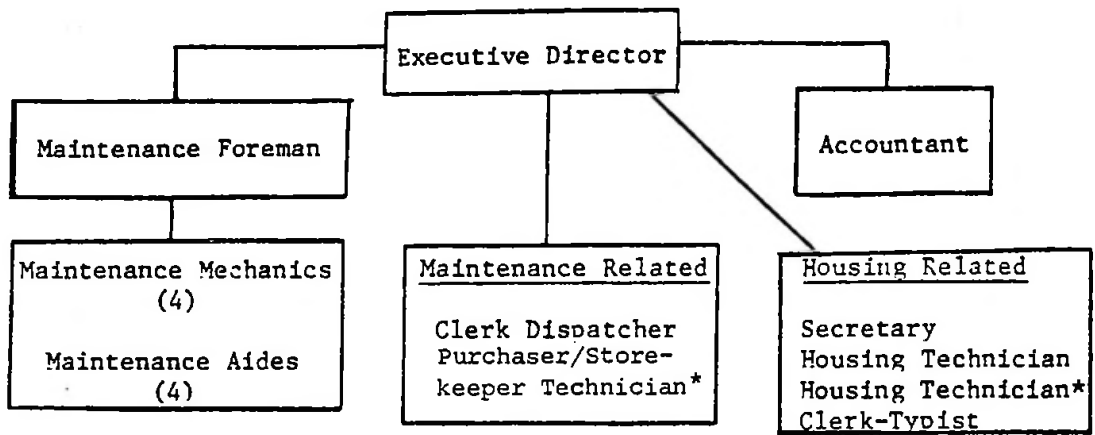 Executive Director
Maintenance Foreman
Accountant
Maintenance Mechanics
(4)
Maintenance Aides
(4)
Maintenance Related
Clerk Dispatcher
Purchaser/Store-
keeper Technician*
Housing Related
Secretary
Housing Technician
Housing Technician*
Clerk-Typist